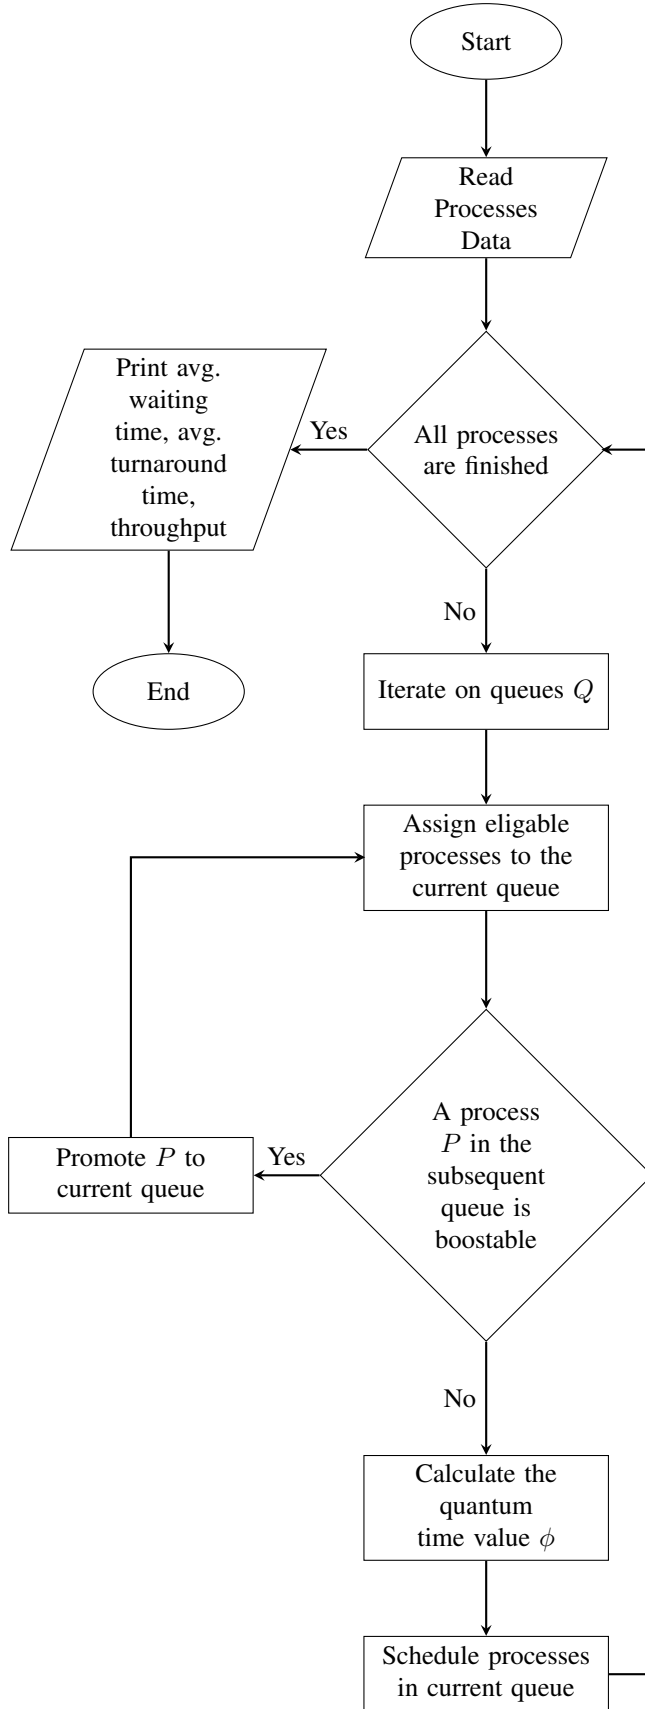 Start
Read
Processes
Data
Print avg.
waiting
time, avg.
turnaround
time,
throughput
Yes
All processes
are finished
No
End
Iterate on queues Q
Assign eligable
processes to the
current queue
A process
P in the
subsequent
queue is
boostable
Yes
Promote P to
current queue
No
Calculate the
quantum
time value ϕ
Schedule processes
in current queue